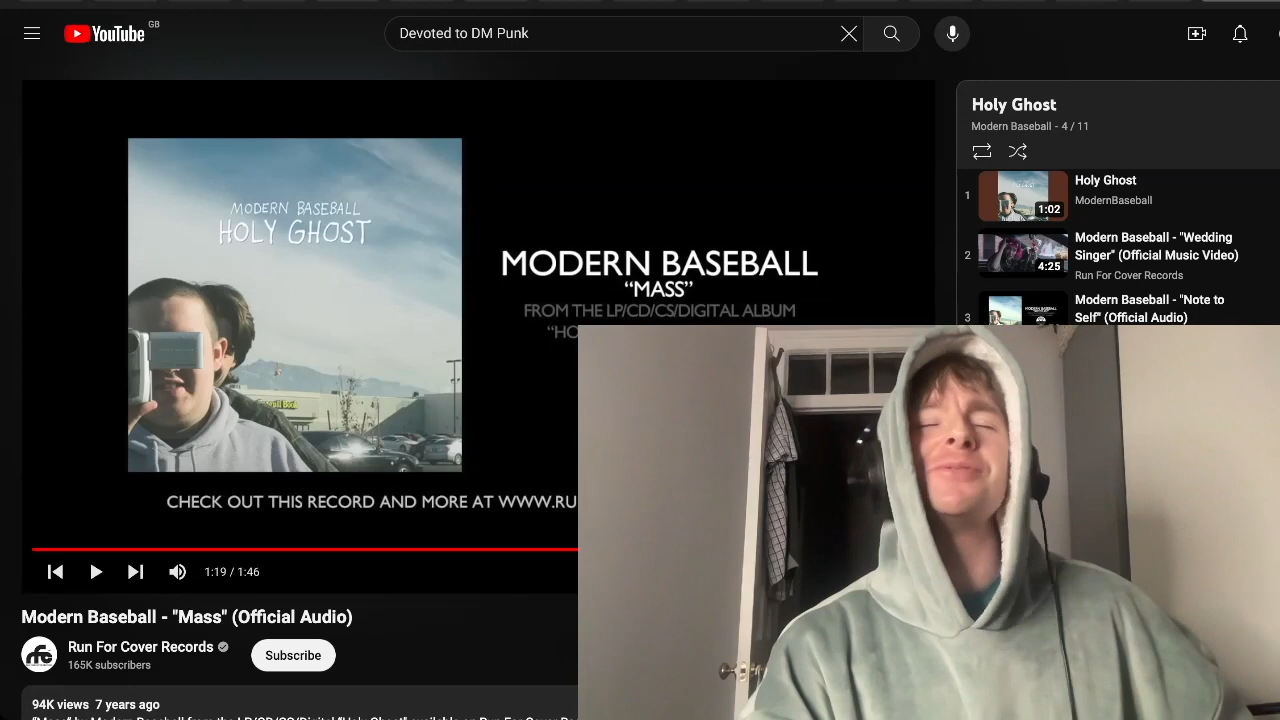 YouTube GB
Devoted to DM Punk
MODERN BASEBALL
HOLY GHOST
MODERN BASEBALL
“MASS”
FROM THE LP/CD/CS/DIGITAL ALBUM
“HO
CHECK OUT THIS RECORD AND MORE AT WWW.RU
1:19 / 1:46
Modern Baseball - "Mass" (Official Audio)
rfc
Run For Cover Records
165K subscribers
Subscribe
94K views 7 years ago
Holy Ghost
Modern Baseball - 4 / 11
1
1:02
Holy Ghost
ModernBaseball
2
4:25
Modern Baseball - "Wedding
Singer" (Official Music Video)
Run For Cover Records
3
Modern Baseball - "Note to
Self" (Official Audio)